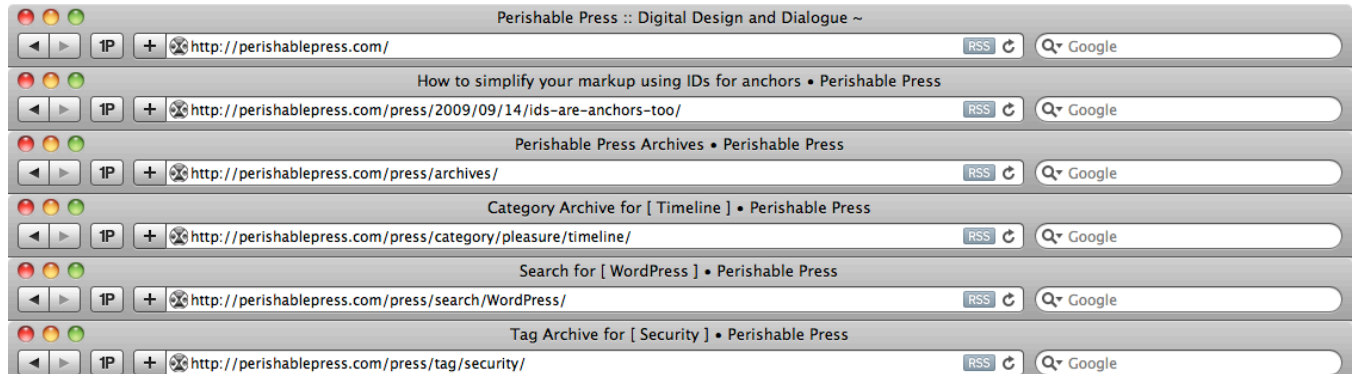 Perishable Press :: Digital Design and Dialogue ~
1P + http://perishablepress.com/ RSS Google
How to simplify your markup using IDs for anchors • Perishable Press
1P + http://perishablepress.com/press/2009/09/14/ids-are-anchors-too/ RSS Google
Perishable Press Archives • Perishable Press
1P + http://perishablepress.com/press/archives/ RSS Google
Category Archive for [ Timeline ] • Perishable Press
1P + http://perishablepress.com/press/category/pleasure/timeline/ RSS Google
Search for [ WordPress ] • Perishable Press
1P + http://perishablepress.com/press/search/WordPress/ RSS Google
Tag Archive for [ Security ] • Perishable Press
1P + http://perishablepress.com/press/tag/security/ RSS Google